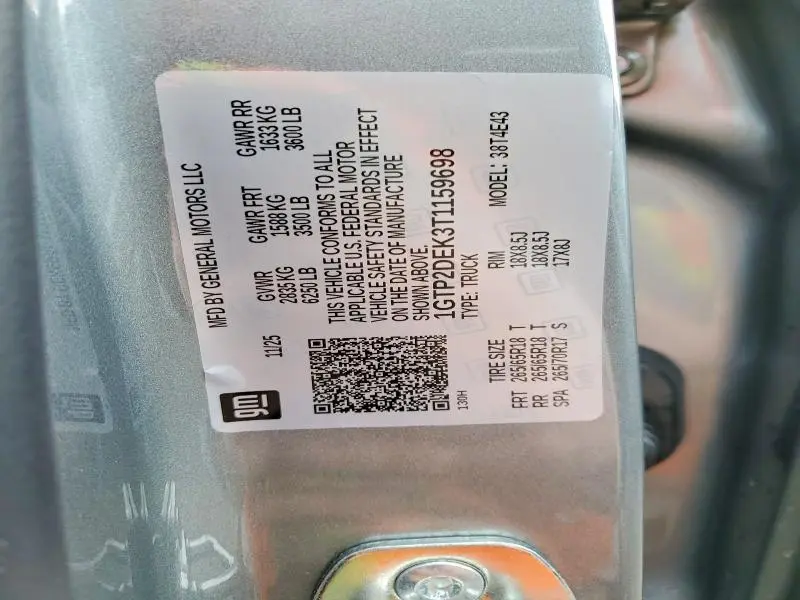 MFD BY GENERAL MOTORS LLC
11/25 GVWR GAWR FRT GAWR RR
2835 KG 1588 KG 1633 KG
6250 LB 3500 LB 3600 LB
THIS VEHICLE CONFORMS TO ALL
APPLICABLE U.S. FEDERAL MOTOR
VEHICLE SAFETY STANDARDS IN EFFECT
ON THE DATE OF MANUFACTURE
SHOWN ABOVE.
1GTP2DEK3T1159698
TYPE: TRUCK MODEL: 38T4E43
gm
130H
TIRE SIZE RIM
FRT 265/65R18 T 18X8.5J
RR 265/65R18 T 18X8.5J
SPA 265/70R17 S 17X8J